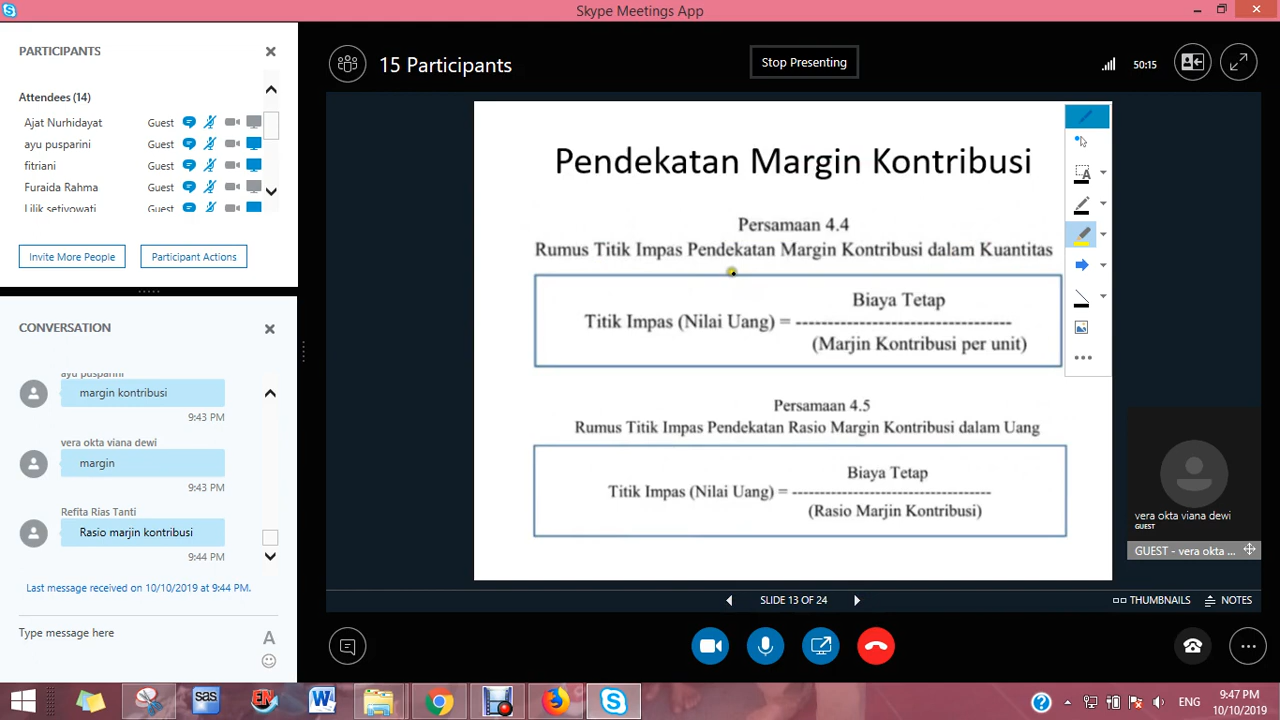 Skype Meetings App
PARTICIPANTS
Attendees (14)
Ajat Nurhidayat Guest
ayu pusparini Guest
fitriani Guest
Furaida Rahma Guest
Lilik setiyowati Guest
Invite More People
Participant Actions
CONVERSATION
ayu pusparini
margin kontribusi
9:43 PM
vera okta viana dewi
margin
9:43 PM
Refita Rias Tanti
Rasio marjin kontribusi
9:44 PM
Last message received on 10/10/2019 at 9:44 PM.
Type message here
A
15 Participants
Stop Presenting
50:15
Pendekatan Margin Kontribusi
Persamaan 4.4
Rumus Titik Impas Pendekatan Margin Kontribusi dalam Kuantitas
Biaya Tetap
Titik Impas (Nilai Uang) = -----------------------------------
(Marjin Kontribusi per unit)
Persamaan 4.5
Rumus Titik Impas Pendekatan Rasio Margin Kontribusi dalam Uang
Biaya Tetap
Titik Impas (Nilai Uang) = -----------------------------------
(Rasio Marjin Kontribusi)
A
vera okta viana dewi
GUEST
GUEST - vera okta ...
SLIDE 13 OF 24
THUMBNAILS
NOTES
sas
EN
W
S
?
ENG
9:47 PM
10/10/2019